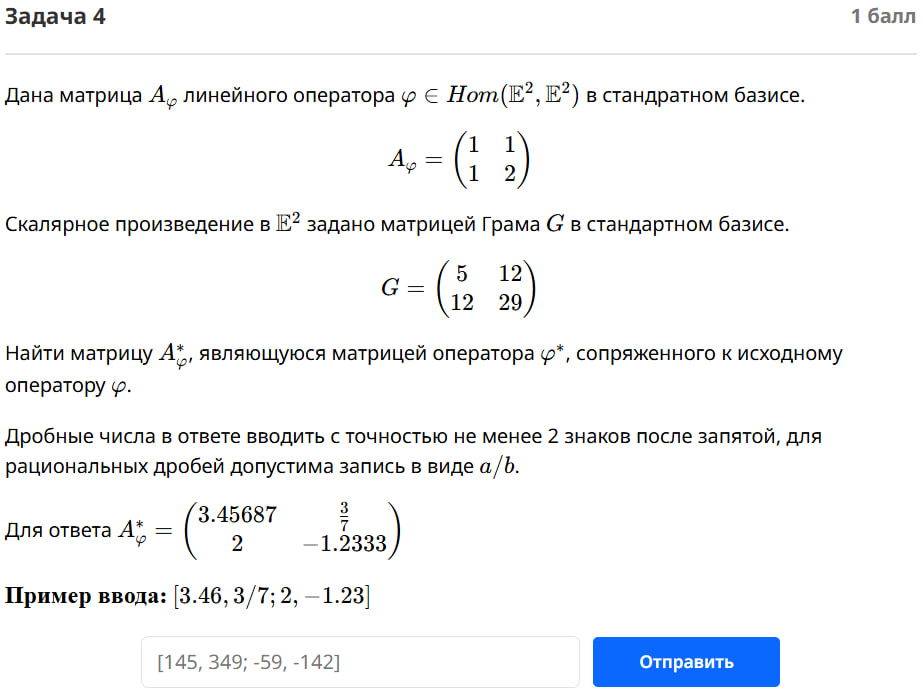 Задача 4 1 балл
Дана матрица A_φ линейного оператора φ ∈ Hom(𝔼², 𝔼²) в стандратном базисе.
A_φ = (1 1; 1 2)
Скалярное произведение в 𝔼² задано матрицей Грама G в стандартном базисе.
G = (5 12; 12 29)
Найти матрицу A*_φ, являющуюся матрицей оператора φ*, сопряженного к исходному
оператору φ.
Дробные числа в ответе вводить с точностью не менее 2 знаков после запятой, для
рациональных дробей допустима запись в виде a/b.
Для ответа A*_φ = (3.45687 3/7; 2 −1.2333)
Пример ввода: [3.46, 3/7; 2, −1.23]
[145, 349; -59, -142] Отправить